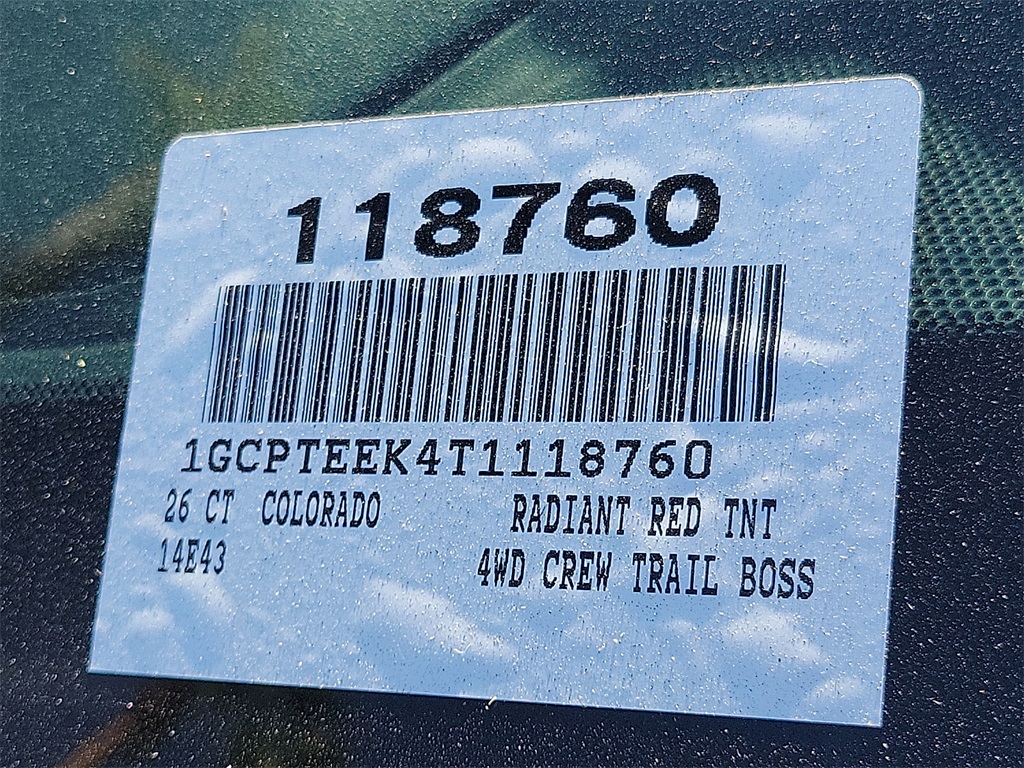 118760
1GCPTEEK4T1118760
26 CT COLORADO RADIANT RED TNT
14E43 4WD CREW TRAIL BOSS